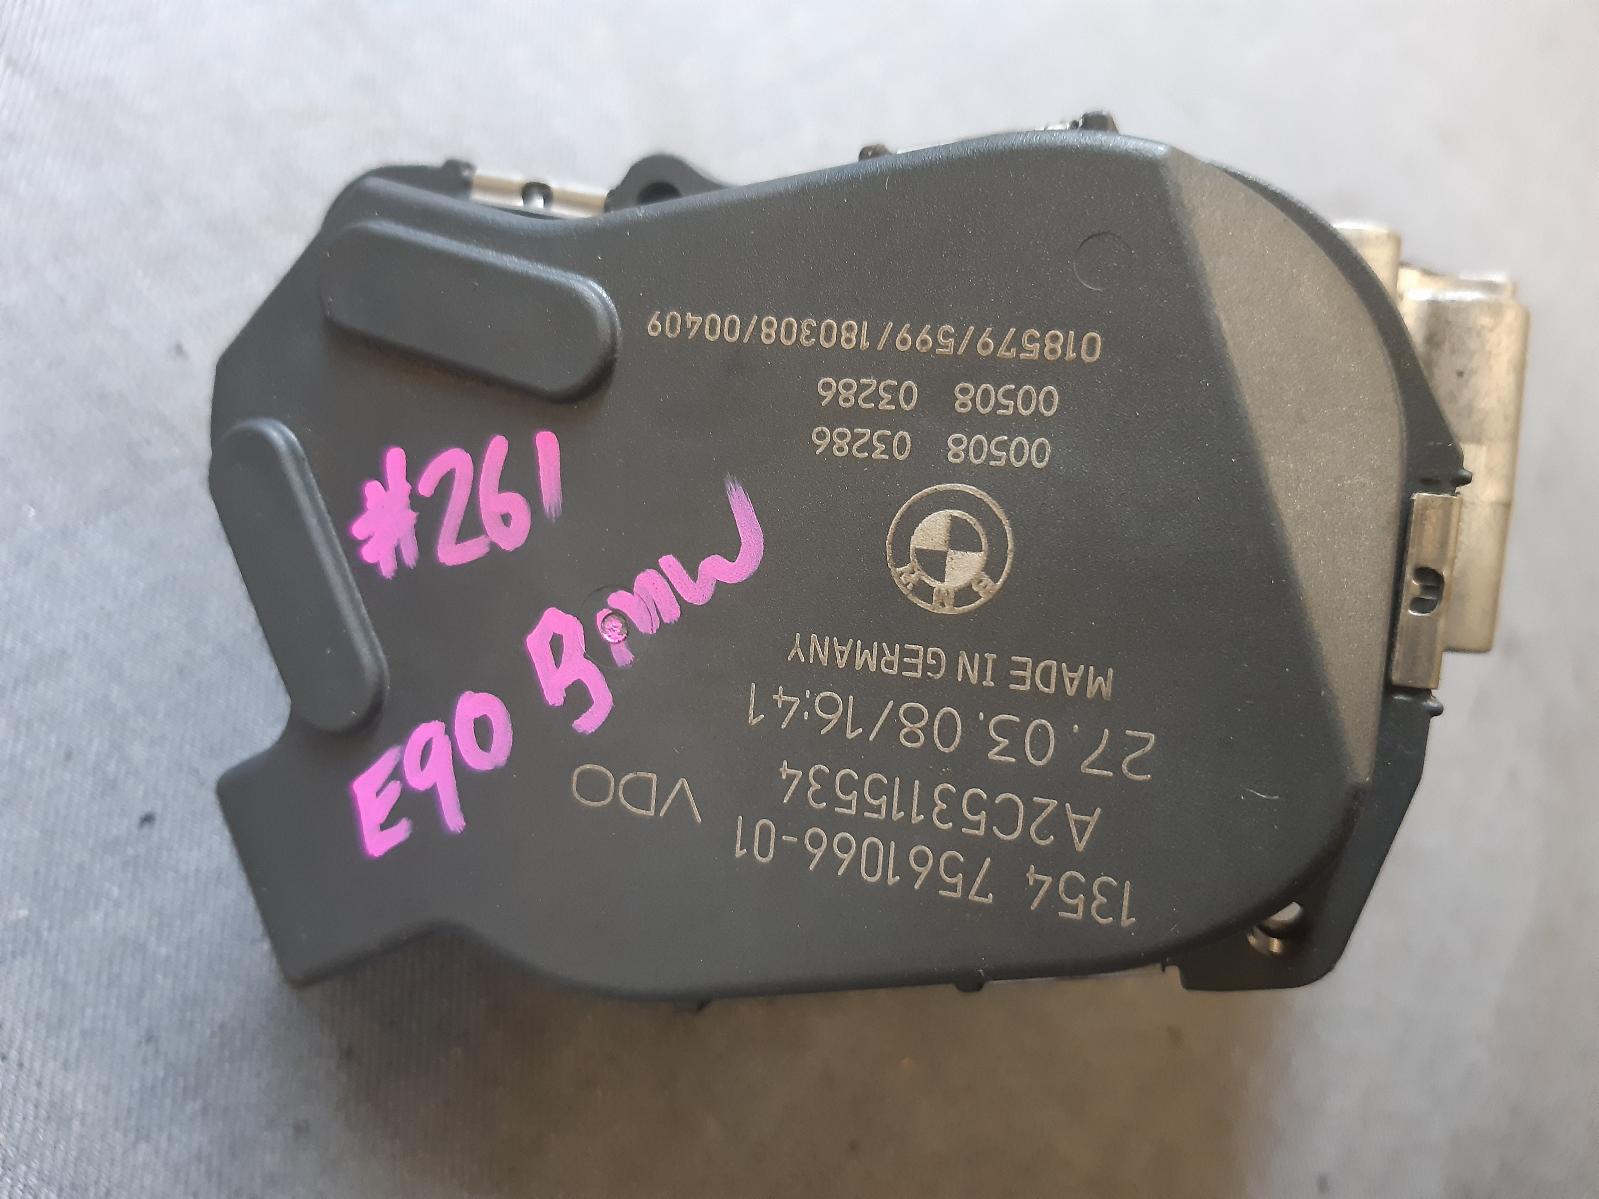 #261
E90 Bmw
1354 7561066-01
A2C53115534 VDO
27.03.08/16:41
MADE IN GERMANY
BMW
00508 03286
00508 03286
018579/599/180308/00409